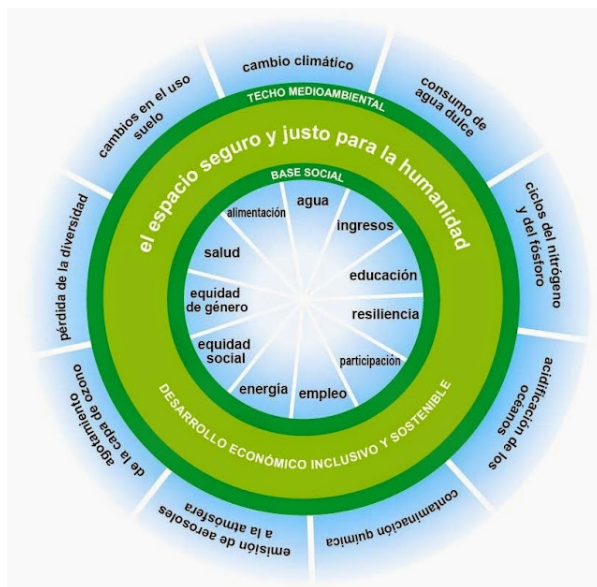 cambio climático
consumo de
agua dulce
ciclos del nitrógeno
y del fósforo
acidificación de los
océanos
contaminación química
emisión de aerosoles
a la atmósfera
agotamiento
de la capa de ozono
pérdida de la diversidad
cambios en el uso
suelo
TECHO MEDIOAMBIENTAL
el espacio seguro y justo para la humanidad
BASE SOCIAL
agua
ingresos
educación
resiliencia
participación
empleo
energía
equidad
social
equidad
de género
salud
alimentación
DESARROLLO ECONÓMICO INCLUSIVO Y SOSTENIBLE